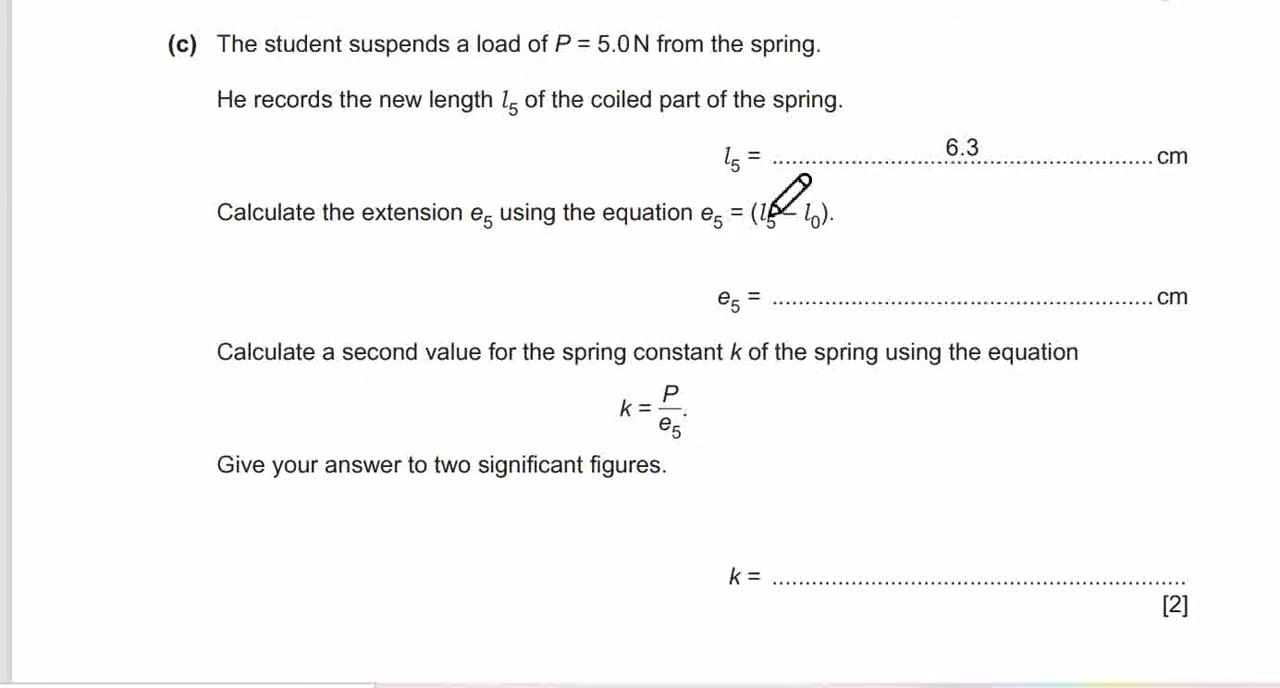 (c) The student suspends a load of P = 5.0 N from the spring.
He records the new length l5 of the coiled part of the spring.
l5 = ........................6.3........................ cm
Calculate the extension e5 using the equation e5 = (l5 – l0).
e5 = ................................................ cm
Calculate a second value for the spring constant k of the spring using the equation
k = P/e5.
Give your answer to two significant figures.
k = ................................................
[2]